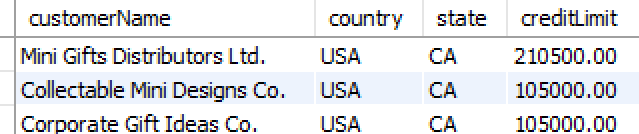 customerName country state creditLimit
Mini Gifts Distributors Ltd. USA CA 210500.00
Collectable Mini Designs Co. USA CA 105000.00
Corporate Gift Ideas Co. USA CA 105000.00